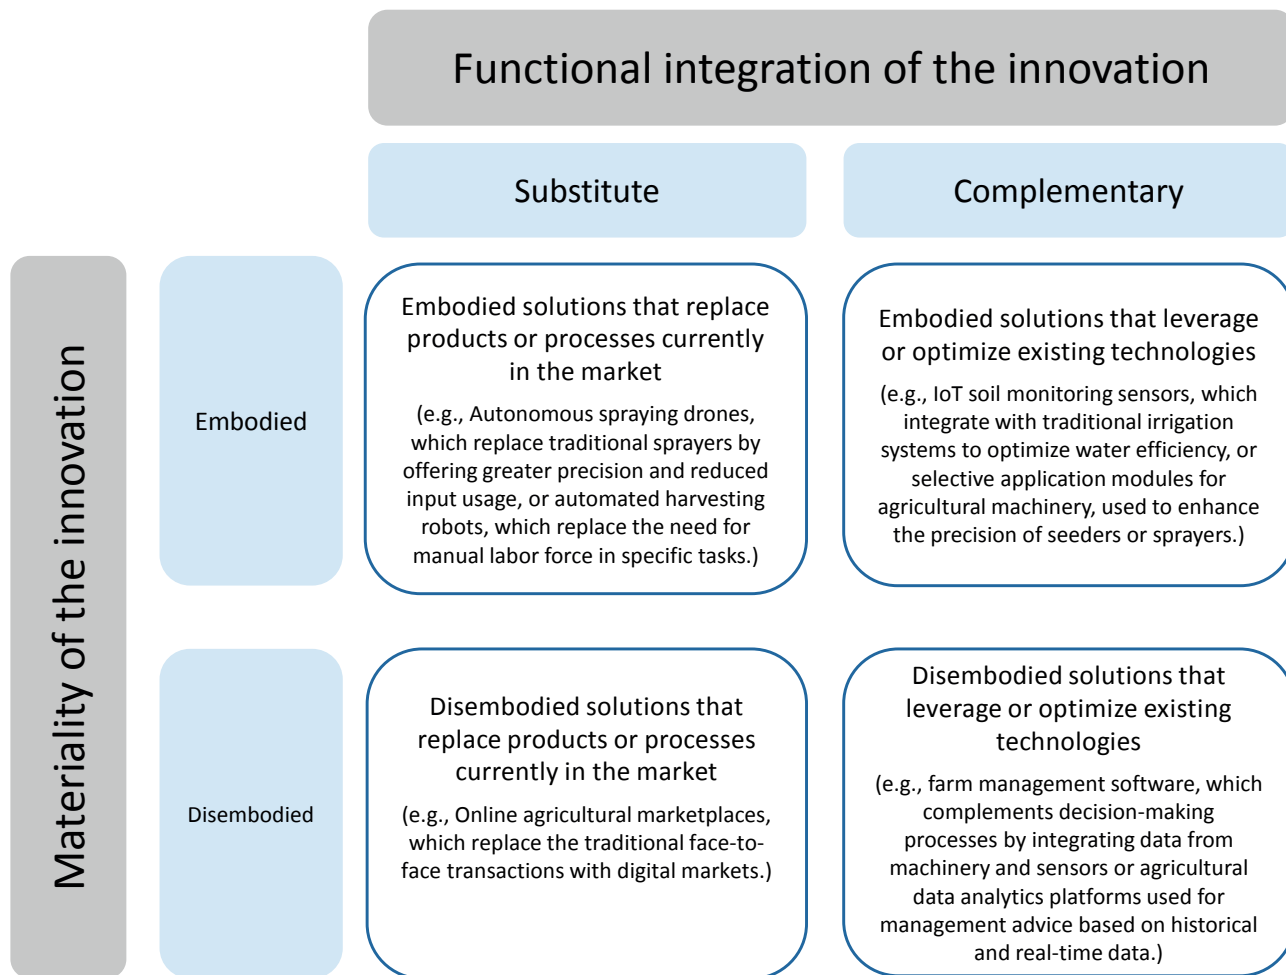 Functional integration of the innovation
Substitute
Complementary
Materiality of the innovation
Embodied
Embodied solutions that replace
products or processes currently
in the market
(e.g., Autonomous spraying drones,
which replace traditional sprayers by
offering greater precision and reduced
input usage, or automated harvesting
robots, which replace the need for
manual labor force in specific tasks.)
Embodied solutions that leverage
or optimize existing technologies
(e.g., IoT soil monitoring sensors, which
integrate with traditional irrigation
systems to optimize water efficiency, or
selective application modules for
agricultural machinery, used to enhance
the precision of seeders or sprayers.)
Disembodied
Disembodied solutions that
replace products or processes
currently in the market
(e.g., Online agricultural marketplaces,
which replace the traditional face-to-
face transactions with digital markets.)
Disembodied solutions that
leverage or optimize existing
technologies
(e.g., farm management software, which
complements decision-making
processes by integrating data from
machinery and sensors or agricultural
data analytics platforms used for
management advice based on historical
and real-time data.)